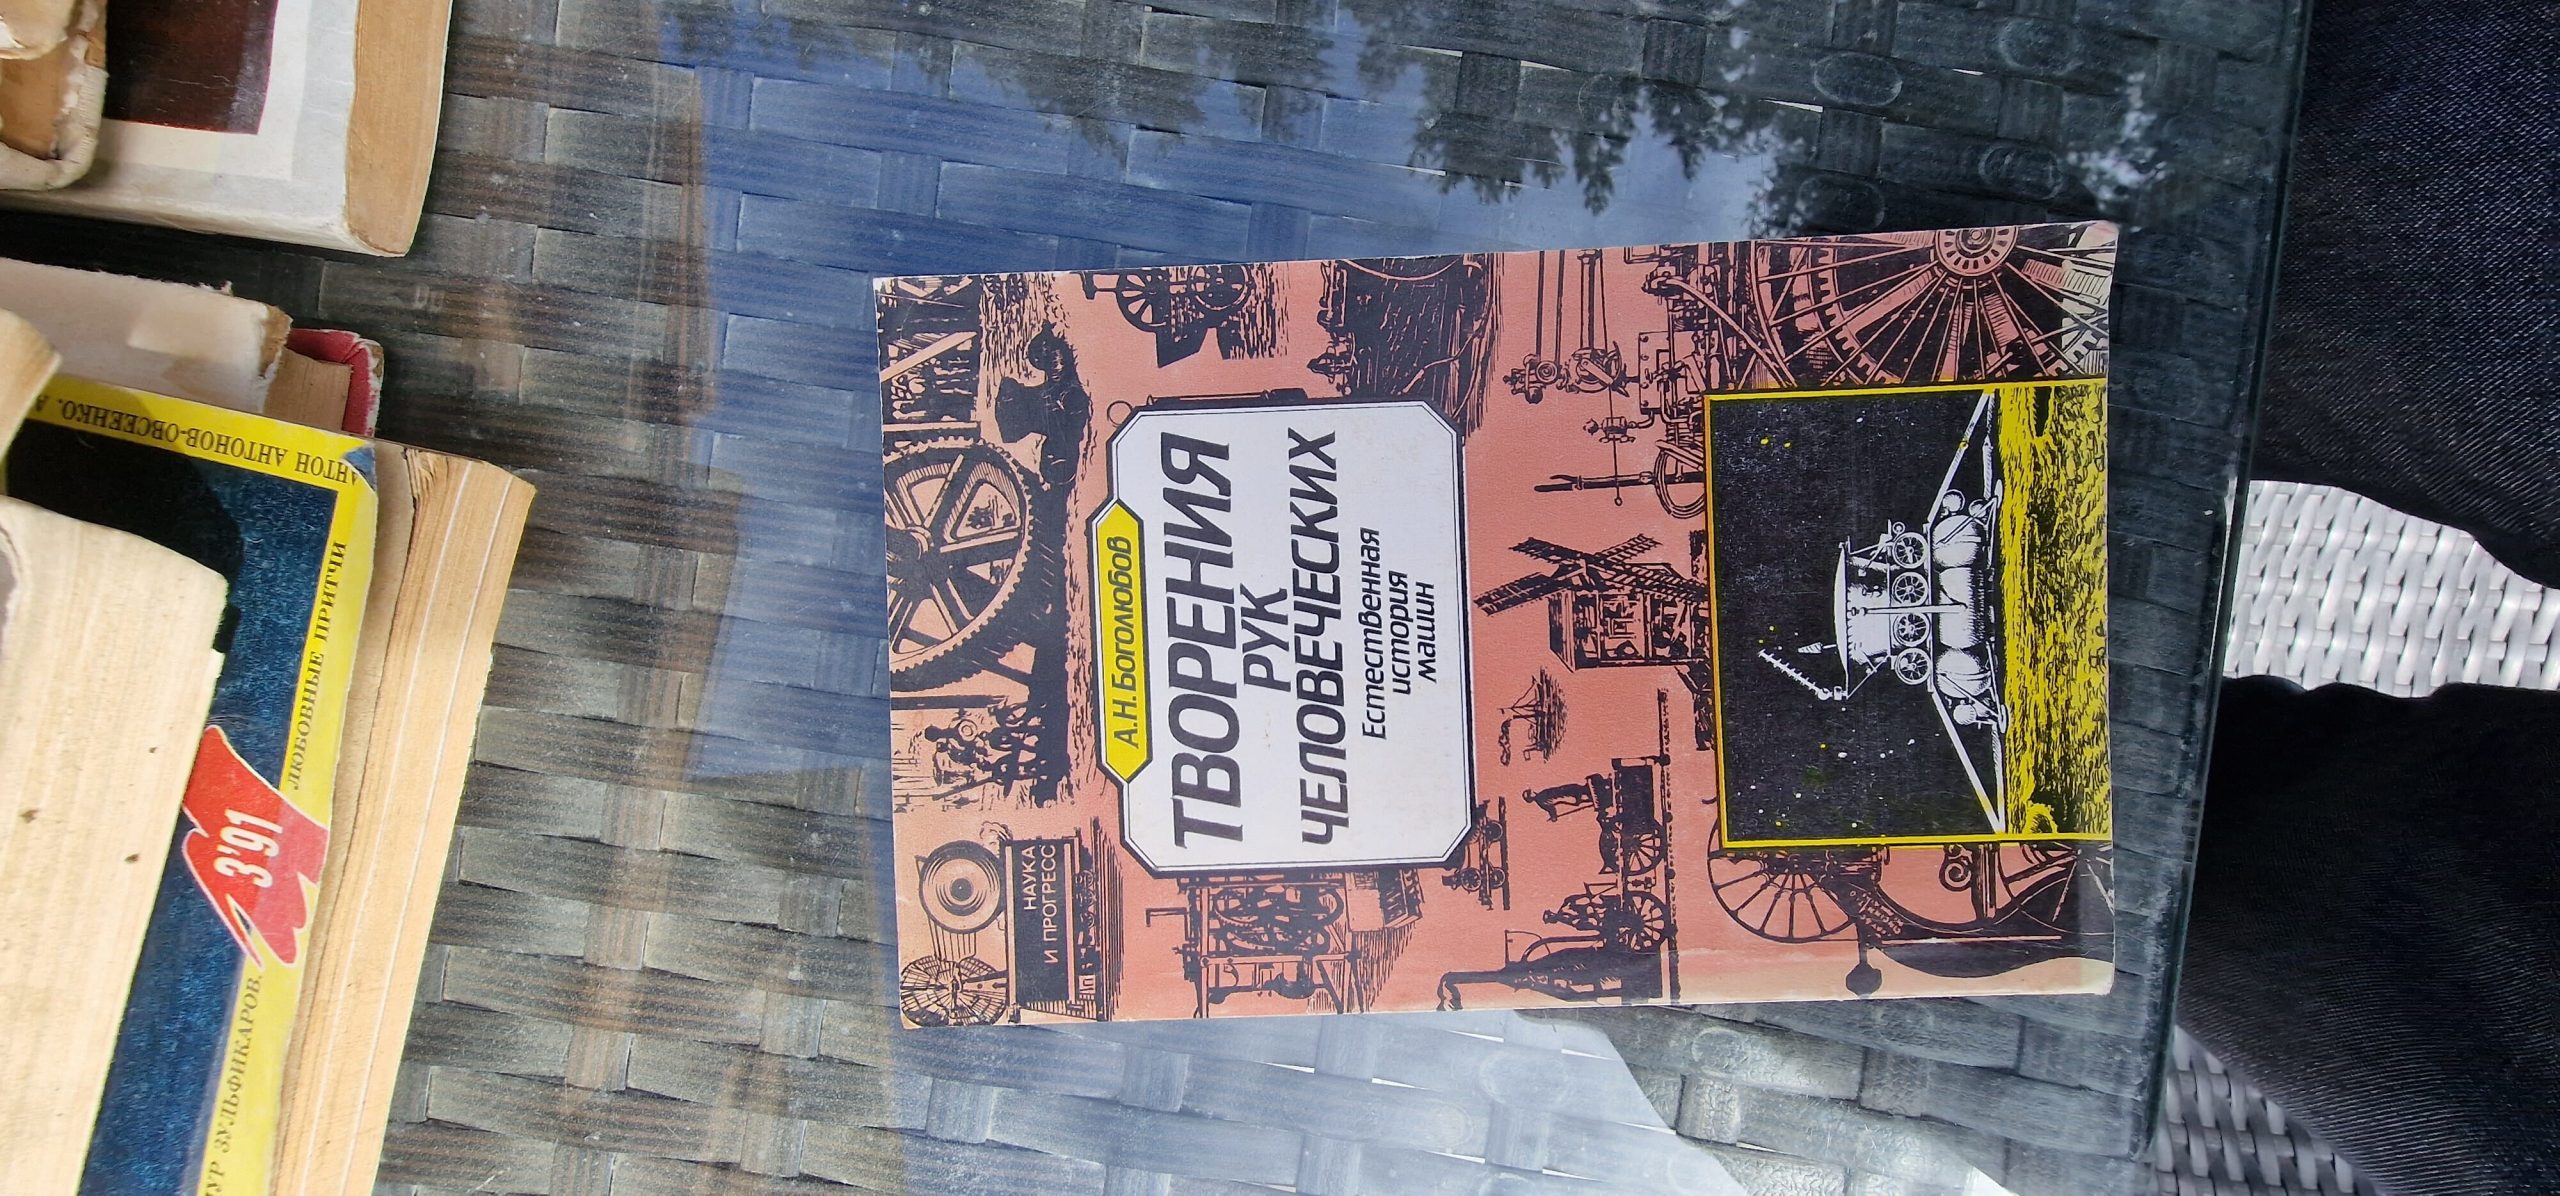 А.Н.Боголюбов
ТВОРЕНИЯ
РУК
ЧЕЛОВЕЧЕСКИХ
Естественная
история
машин
НАУКА
И ПРОГРЕСС
АНТОН АНТОНОВ-ОВСЕЕНКО.
ЛЮБОВНЫЕ ПРИТЧИ
3'91
ЗУЛЬФИКАРОВ.